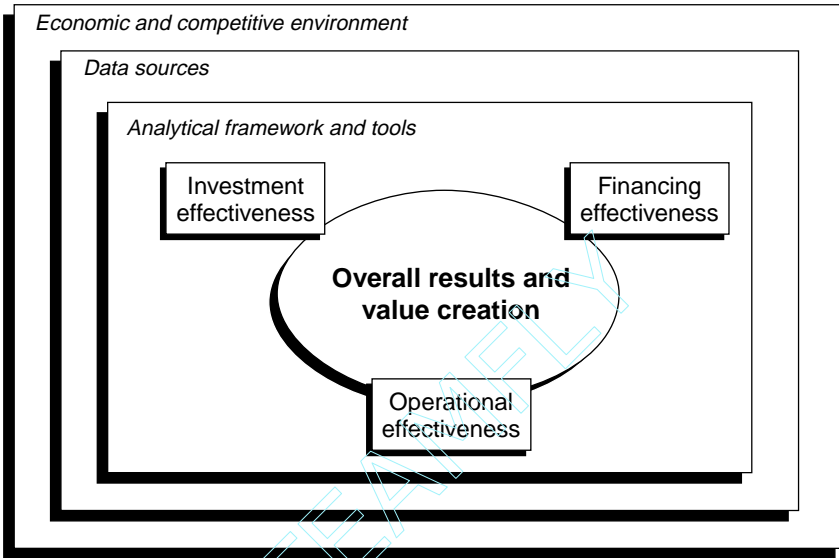 Economic and competitive environment
Data sources
Analytical framework and tools
Investment
effectiveness
Financing
effectiveness
Overall results and
value creation
Operational
effectiveness
TEAMFLY